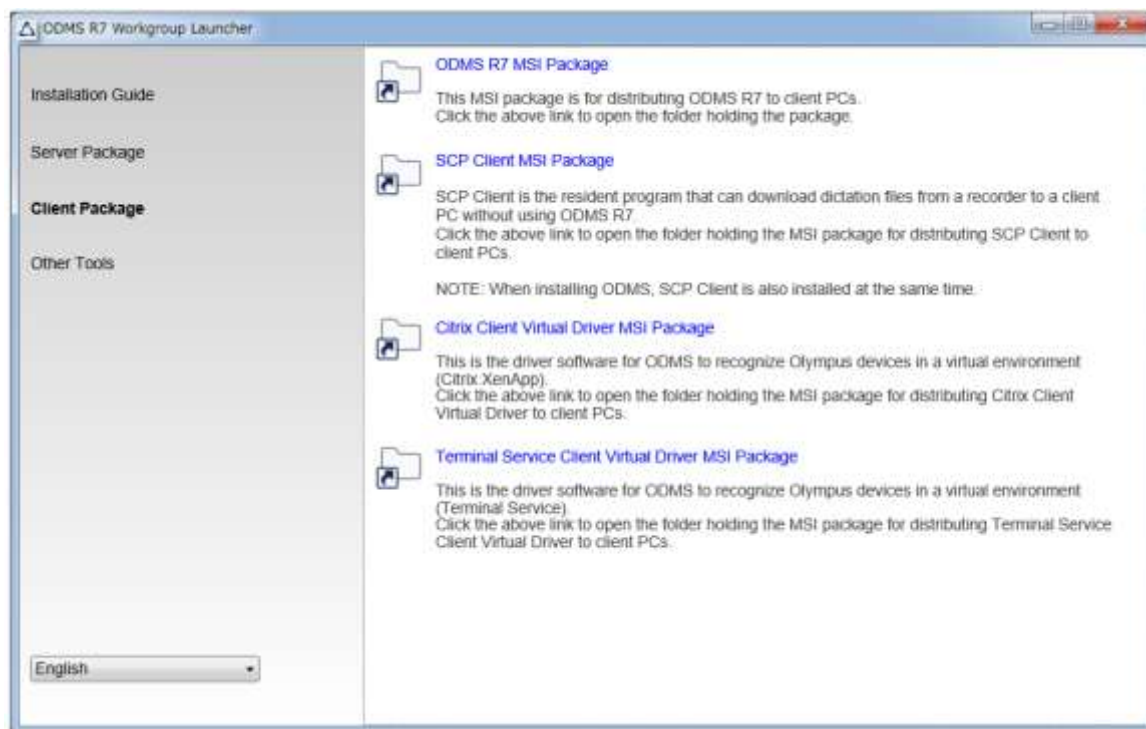 ODMS R7 Workgroup Launcher
Installation Guide
Server Package
Client Package
Other Tools
English
ODMS R7 MSI Package
This MSI package is for distributing ODMS R7 to client PCs.
Click the above link to open the folder holding the package.
SCP Client MSI Package
SCP Client is the resident program that can download dictation files from a recorder to a client
PC without using ODMS R7.
Click the above link to open the folder holding the MSI package for distributing SCP Client to
client PCs.
NOTE: When installing ODMS, SCP Client is also installed at the same time.
Citrix Client Virtual Driver MSI Package
This is the driver software for ODMS to recognize Olympus devices in a virtual environment
(Citrix XenApp).
Click the above link to open the folder holding the MSI package for distributing Citrix Client
Virtual Driver to client PCs.
Terminal Service Client Virtual Driver MSI Package
This is the driver software for ODMS to recognize Olympus devices in a virtual environment
(Terminal Service).
Click the above link to open the folder holding the MSI package for distributing Terminal Service
Client Virtual Driver to client PCs.